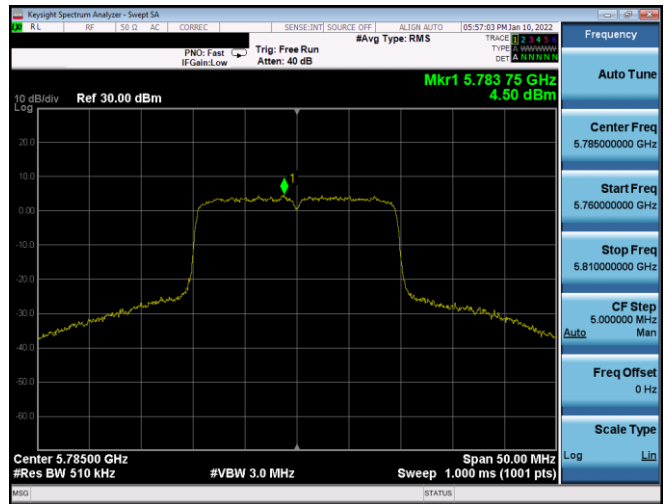 Keysight Spectrum Analyzer - Swept SA
RL RF 50 Ω AC CORREC SENSE:INT SOURCE OFF ALIGN AUTO 05:57:03 PM Jan 10, 2022
PNO: Fast
IFGain:Low
Trig: Free Run
Atten: 40 dB
#Avg Type: RMS
TRACE 1 2 3 4 5 6
TYPE A WWWWW
DET A N N N N N
Mkr1 5.783 75 GHz
4.50 dBm
10 dB/div Ref 30.00 dBm
Log
20.0
10.0
0.00
-10.0
-20.0
-30.0
-40.0
-50.0
-60.0
1
Center 5.78500 GHz
#Res BW 510 kHz
#VBW 3.0 MHz
Span 50.00 MHz
Sweep 1.000 ms (1001 pts)
MSG
STATUS
Frequency
Auto Tune
Center Freq
5.785000000 GHz
Start Freq
5.760000000 GHz
Stop Freq
5.810000000 GHz
CF Step
5.000000 MHz
Auto Man
Freq Offset
0 Hz
Scale Type
Log Lin